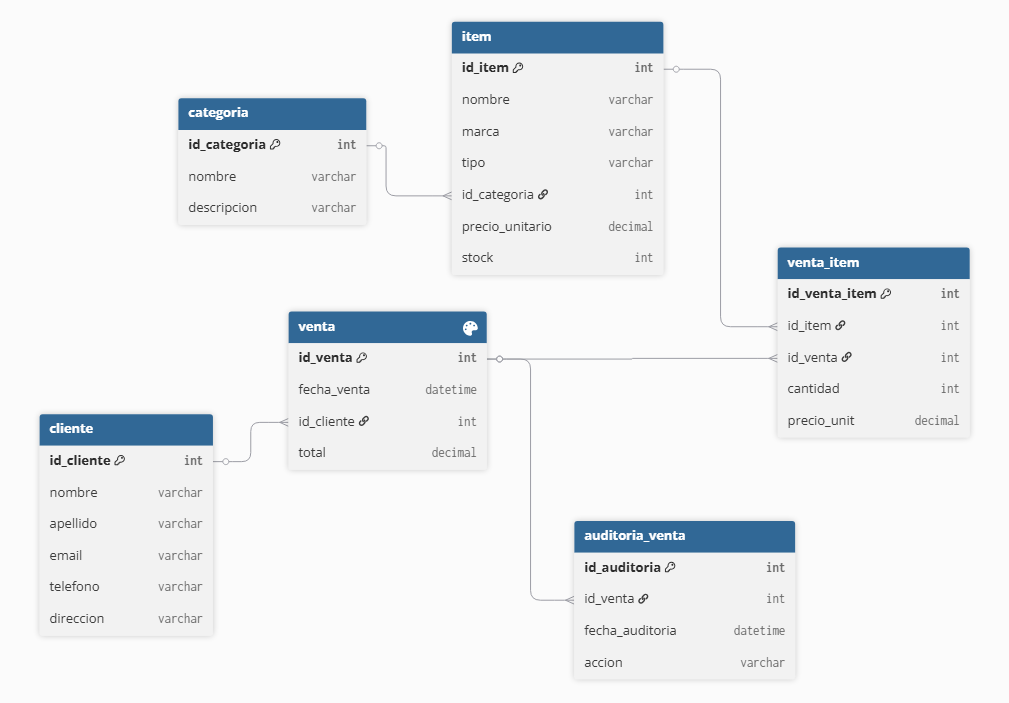 item
id_item int
nombre varchar
marca varchar
tipo varchar
id_categoria int
precio_unitario decimal
stock int
categoria
id_categoria int
nombre varchar
descripcion varchar
venta_item
id_venta_item int
id_item int
id_venta int
cantidad int
precio_unit decimal
venta
id_venta int
fecha_venta datetime
id_cliente int
total decimal
cliente
id_cliente int
nombre varchar
apellido varchar
email varchar
telefono varchar
direccion varchar
auditoria_venta
id_auditoria int
id_venta int
fecha_auditoria datetime
accion varchar